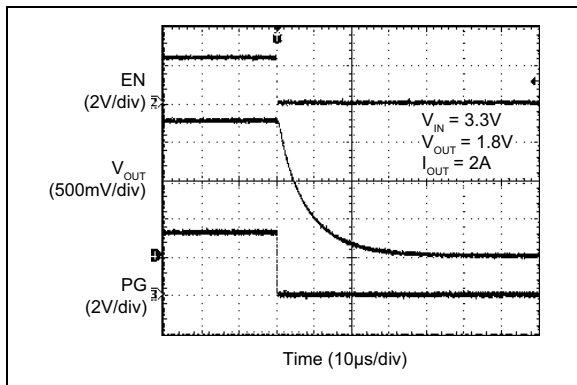 EN
(2V/div)
V_OUT
(500mV/div)
PG
(2V/div)
V_IN = 3.3V
V_OUT = 1.8V
I_OUT = 2A
Time (10µs/div)